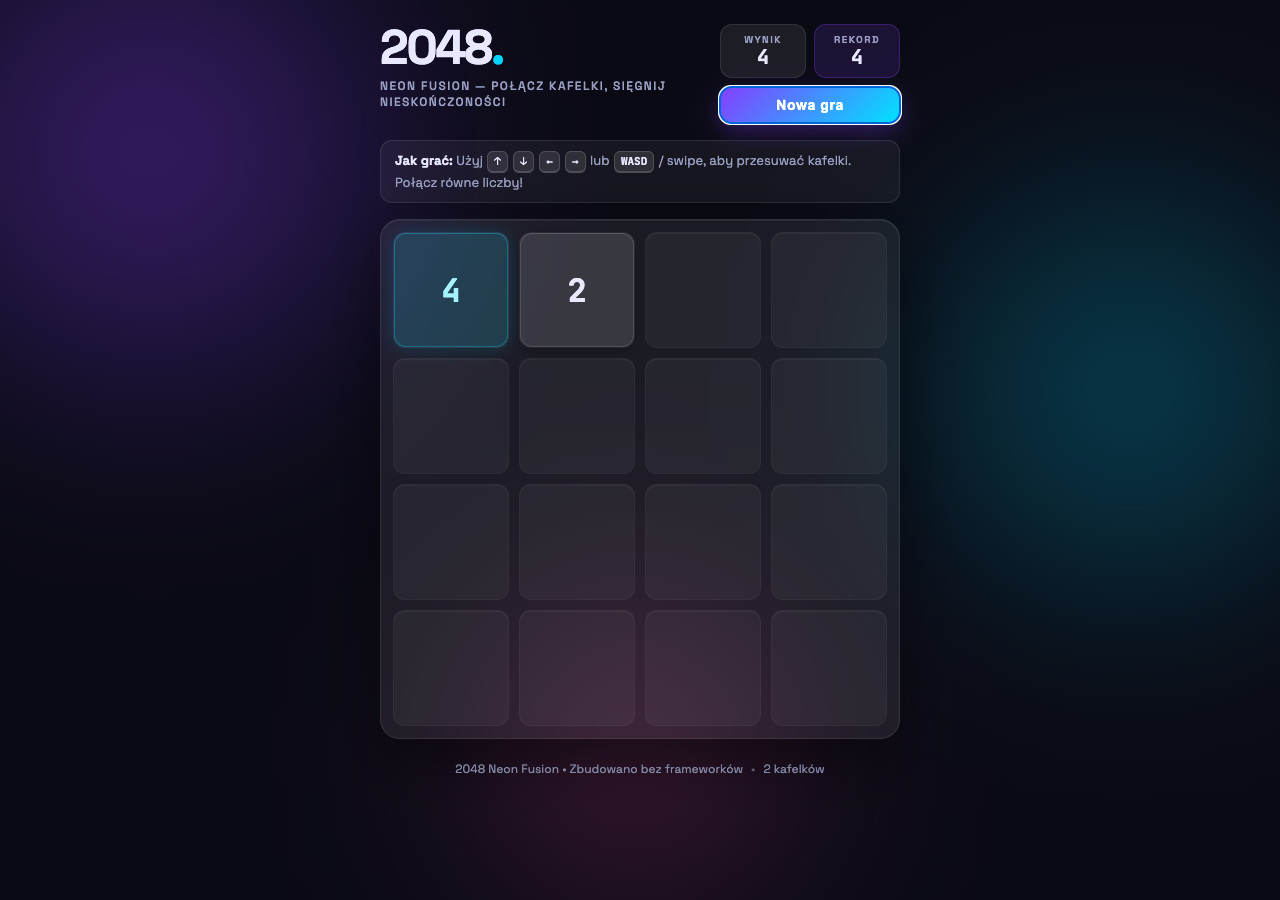 2048.
NEON FUSION — POŁĄCZ KAFELKI, SIĘGNIJ
NIESKOŃCZONOŚCI
WYNIK
4
REKORD
4
Nowa gra
Jak grać: Użyj ↑ ↓ ← → lub WASD / swipe, aby przesuwać kafelki.
Połącz równe liczby!
4 2
2048 Neon Fusion • Zbudowano bez frameworków • 2 kafelków